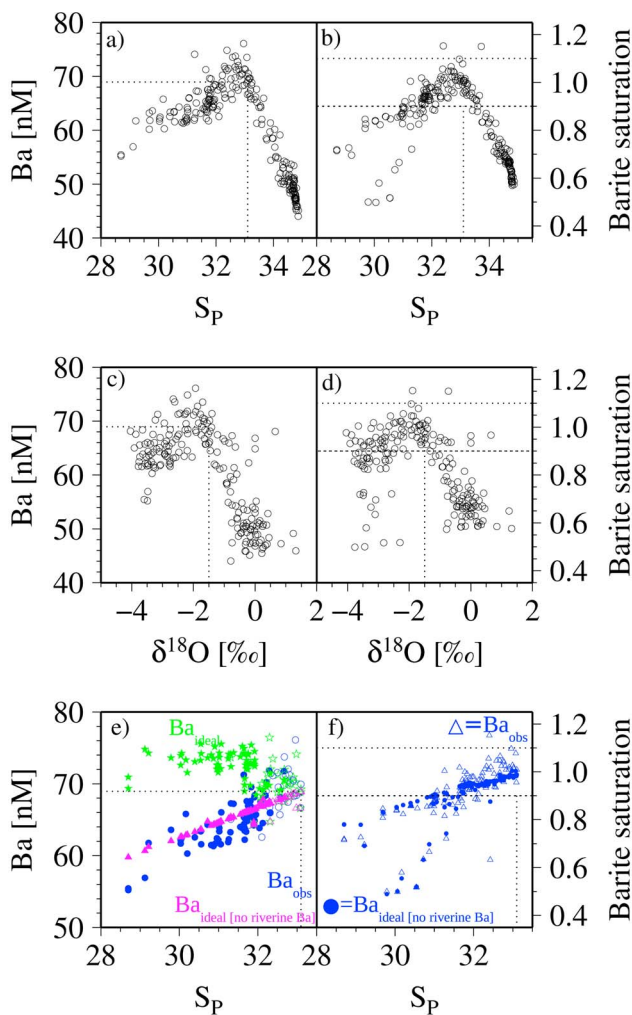 80
70
60
50
40
Ba [nM]
a)
b)
1.2
1.0
0.8
0.6
0.4
Barite saturation
28 30 32 34 28 30 32 34
S_P S_P
80
70
60
50
40
Ba [nM]
c)
d)
1.2
1.0
0.8
0.6
0.4
Barite saturation
−4 −2 0 2 −4 −2 0 2
δ¹⁸O [‰] δ¹⁸O [‰]
80
70
60
50
Ba [nM]
e)
Ba_ideal
Ba_obs
Ba_ideal [no riverine Ba]
f)
△=Ba_obs
●=Ba_ideal [no riverine Ba]
1.2
1.0
0.8
0.6
0.4
Barite saturation
28 30 32 28 30 32
S_P S_P